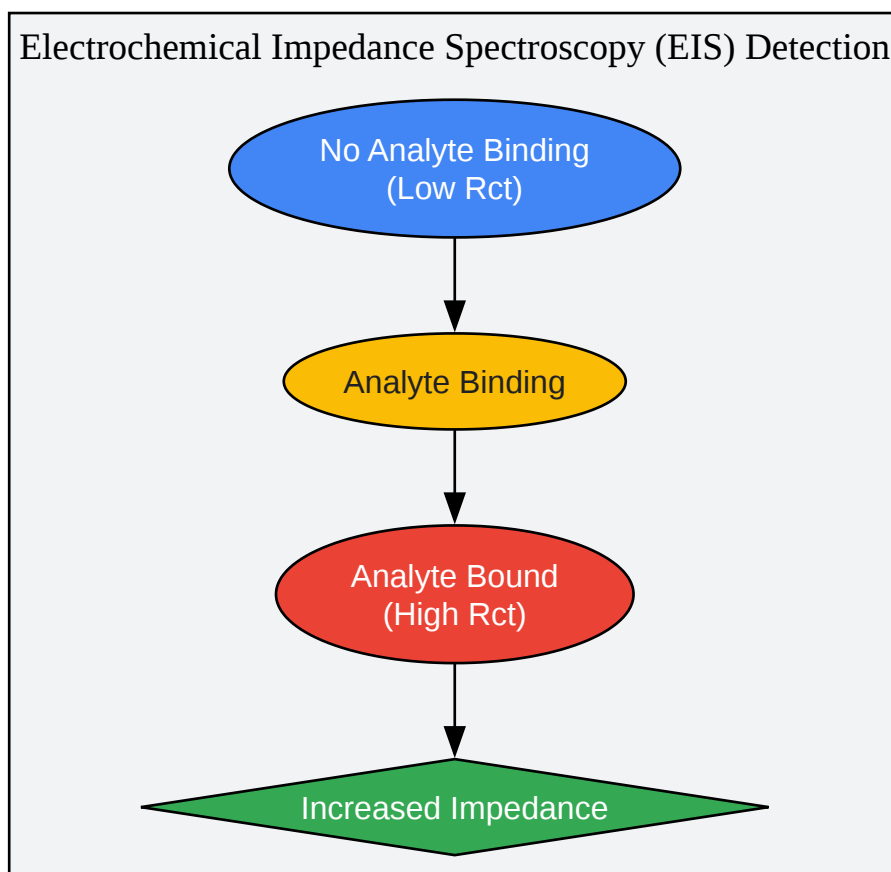 Electrochemical Impedance Spectroscopy (EIS) Detection
No Analyte Binding
(Low Rct)
Analyte Binding
Analyte Bound
(High Rct)
Increased Impedance